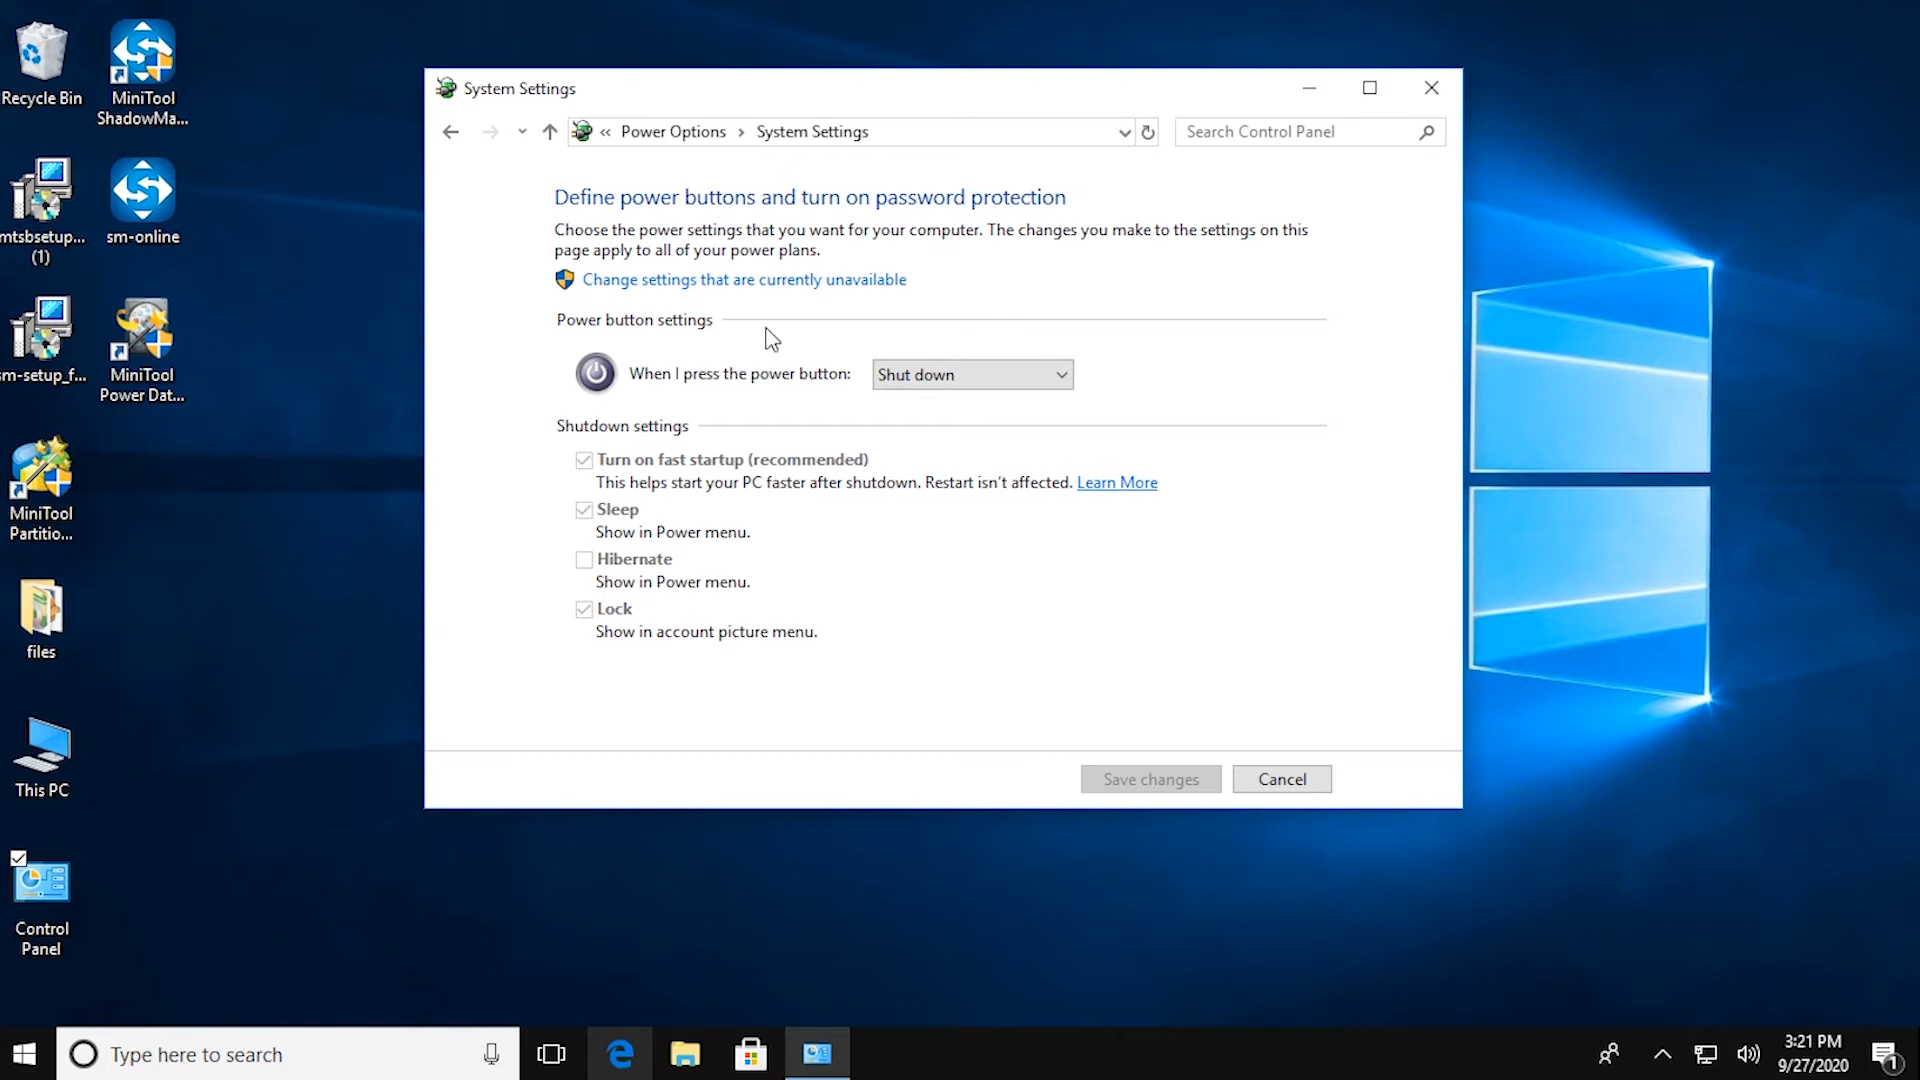 Recycle Bin
MiniTool
ShadowMa...
mtsbsetup...
(1)
sm-online
sm-setup_f...
MiniTool
Power Dat...
MiniTool
Partitio...
files
This PC
Control
Panel
System Settings
« Power Options › System Settings
Search Control Panel
Define power buttons and turn on password protection
Choose the power settings that you want for your computer. The changes you make to the settings on this
page apply to all of your power plans.
Change settings that are currently unavailable
Power button settings
When I press the power button: Shut down
Shutdown settings
Turn on fast startup (recommended)
This helps start your PC faster after shutdown. Restart isn't affected. Learn More
Sleep
Show in Power menu.
Hibernate
Show in Power menu.
Lock
Show in account picture menu.
Save changes
Cancel
Type here to search
3:21 PM
9/27/2020
1